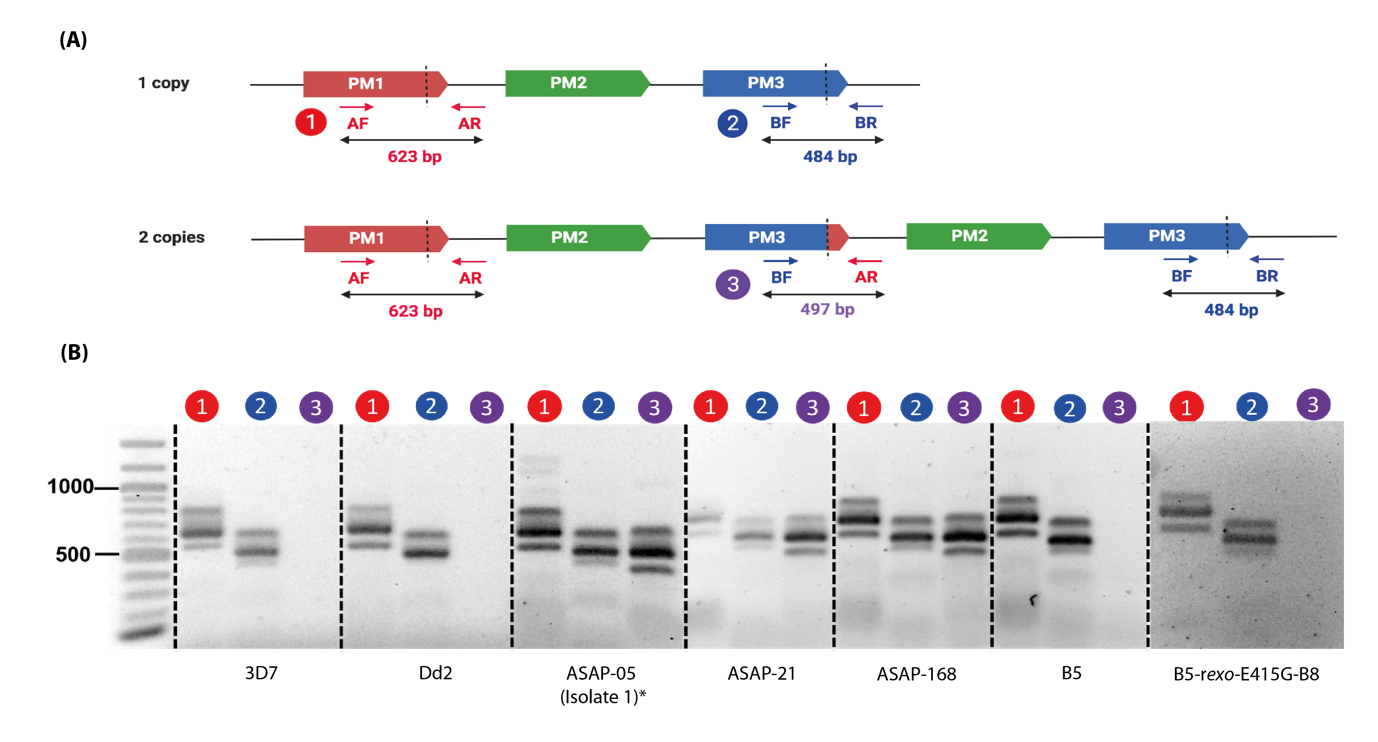 (A)
1 copy
PM1
PM2
PM3
1
AF
AR
2
BF
BR
623 bp
484 bp
2 copies
PM1
PM2
PM3
PM2
PM3
AF
AR
3
BF
AR
BF
BR
623 bp
497 bp
484 bp
(B)
1 2 3 1 2 3 1 2 3 1 2 3 1 2 3 1 2 3 1 2 3
1000
500
3D7
Dd2
ASAP-05
(Isolate 1)*
ASAP-21
ASAP-168
B5
B5-rexo-E415G-B8